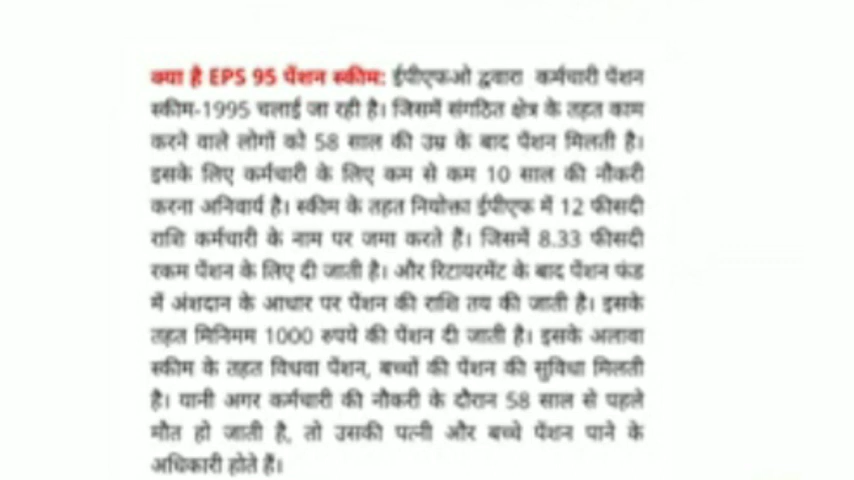 क्या है EPS 95 पेंशन स्कीम: ईपीएफओ द्वारा कर्मचारी पेंशन
स्कीम-1995 चलाई जा रही है। जिसमें संगठित क्षेत्र के तहत काम
करने वाले लोगों को 58 साल की उम्र के बाद पेंशन मिलती है।
इसके लिए कर्मचारी के लिए कम से कम 10 साल की नौकरी
करना अनिवार्य है। स्कीम के तहत नियोक्ता ईपीएफ में 12 फीसदी
राशि कर्मचारी के नाम पर जमा करते हैं। जिसमें 8.33 फीसदी
रकम पेंशन के लिए दी जाती है। और रिटायरमेंट के बाद पेंशन फंड
में अंशदान के आधार पर पेंशन की राशि तय की जाती है। इसके
तहत मिनिमम 1000 रुपये की पेंशन दी जाती है। इसके अलावा
स्कीम के तहत विधवा पेंशन, बच्चों की पेंशन की सुविधा मिलती
है। यानी अगर कर्मचारी की नौकरी के दौरान 58 साल से पहले
मौत हो जाती है, तो उसकी पत्नी और बच्चे पेंशन पाने के
अधिकारी होते हैं।